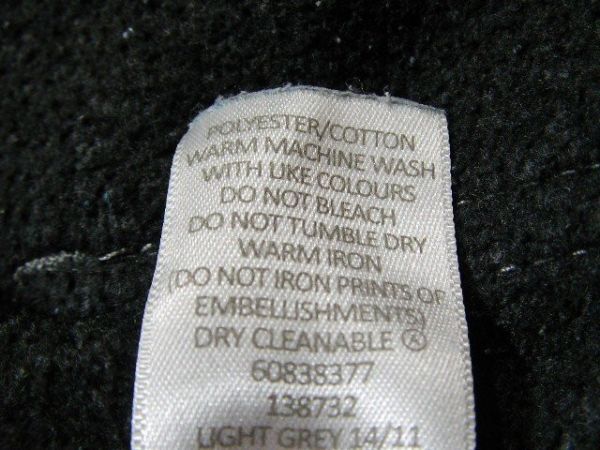 POLYESTER/COTTON
WARM MACHINE WASH
WITH LIKE COLOURS
DO NOT BLEACH
DO NOT TUMBLE DRY
WARM IRON
(DO NOT IRON PRINTS OF
EMBELLISHMENTS)
DRY CLEANABLE Ⓐ
60838377
138732
LIGHT GREY 14/11